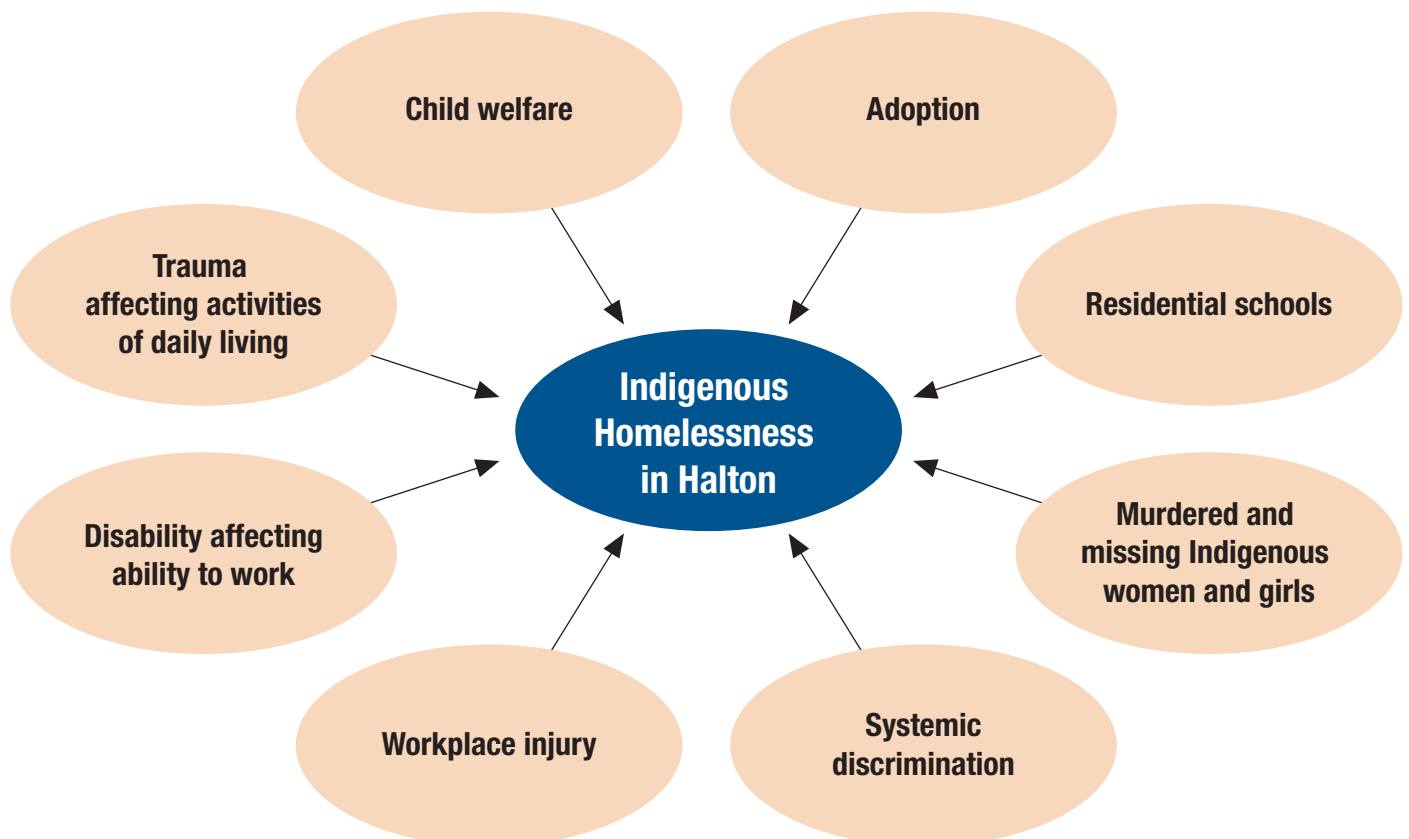 Child welfare
Adoption
Trauma
affecting activities
of daily living
Residential schools
Indigenous
Homelessness
in Halton
Disability affecting
ability to work
Murdered and
missing Indigenous
women and girls
Workplace injury
Systemic
discrimination